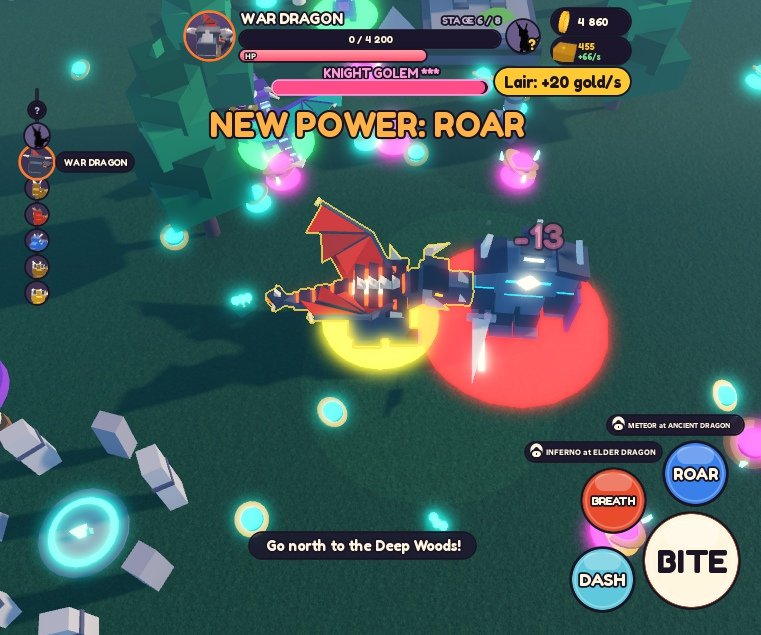 WAR DRAGON
STAGE 6 / 8
0 / 4 200
HP
?
4 860
455
+66/s
KNIGHT GOLEM ***
Lair: +20 gold/s
NEW POWER: ROAR
?
WAR DRAGON
-13
METEOR at ANCIENT DRAGON
INFERNO at ELDER DRAGON
ROAR
BREATH
BITE
DASH
Go north to the Deep Woods!